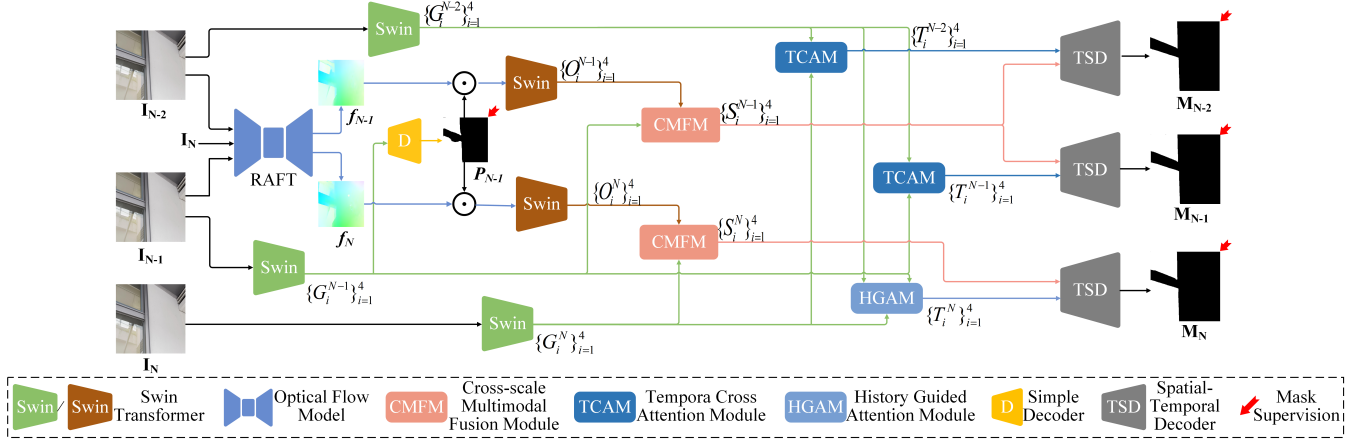 I_{N-2}
I_N
I_{N-1}
I_N
RAFT
f_{N-1}
f_N
Swin
{G_i^{N-2}}_{i=1}^4
Swin
{O_i^{N-1}}_{i=1}^4
D
P_{N-1}
Swin
{O_i^N}_{i=1}^4
Swin
{G_i^{N-1}}_{i=1}^4
Swin
{G_i^N}_{i=1}^4
CMFM
{S_i^{N-1}}_{i=1}^4
CMFM
{S_i^N}_{i=1}^4
TCAM
{T_i^{N-2}}_{i=1}^4
TCAM
{T_i^{N-1}}_{i=1}^4
HGAM
{T_i^N}_{i=1}^4
TSD
M_{N-2}
TSD
M_{N-1}
TSD
M_N
Swin / Swin
Swin
Transformer
Optical Flow
Model
CMFM
Cross-scale
Multimodal
Fusion Module
TCAM
Tempora Cross
Attention Module
HGAM
History Guided
Attention Module
D
Simple
Decoder
TSD
Spatial-
Temporal
Decoder
Mask
Supervision